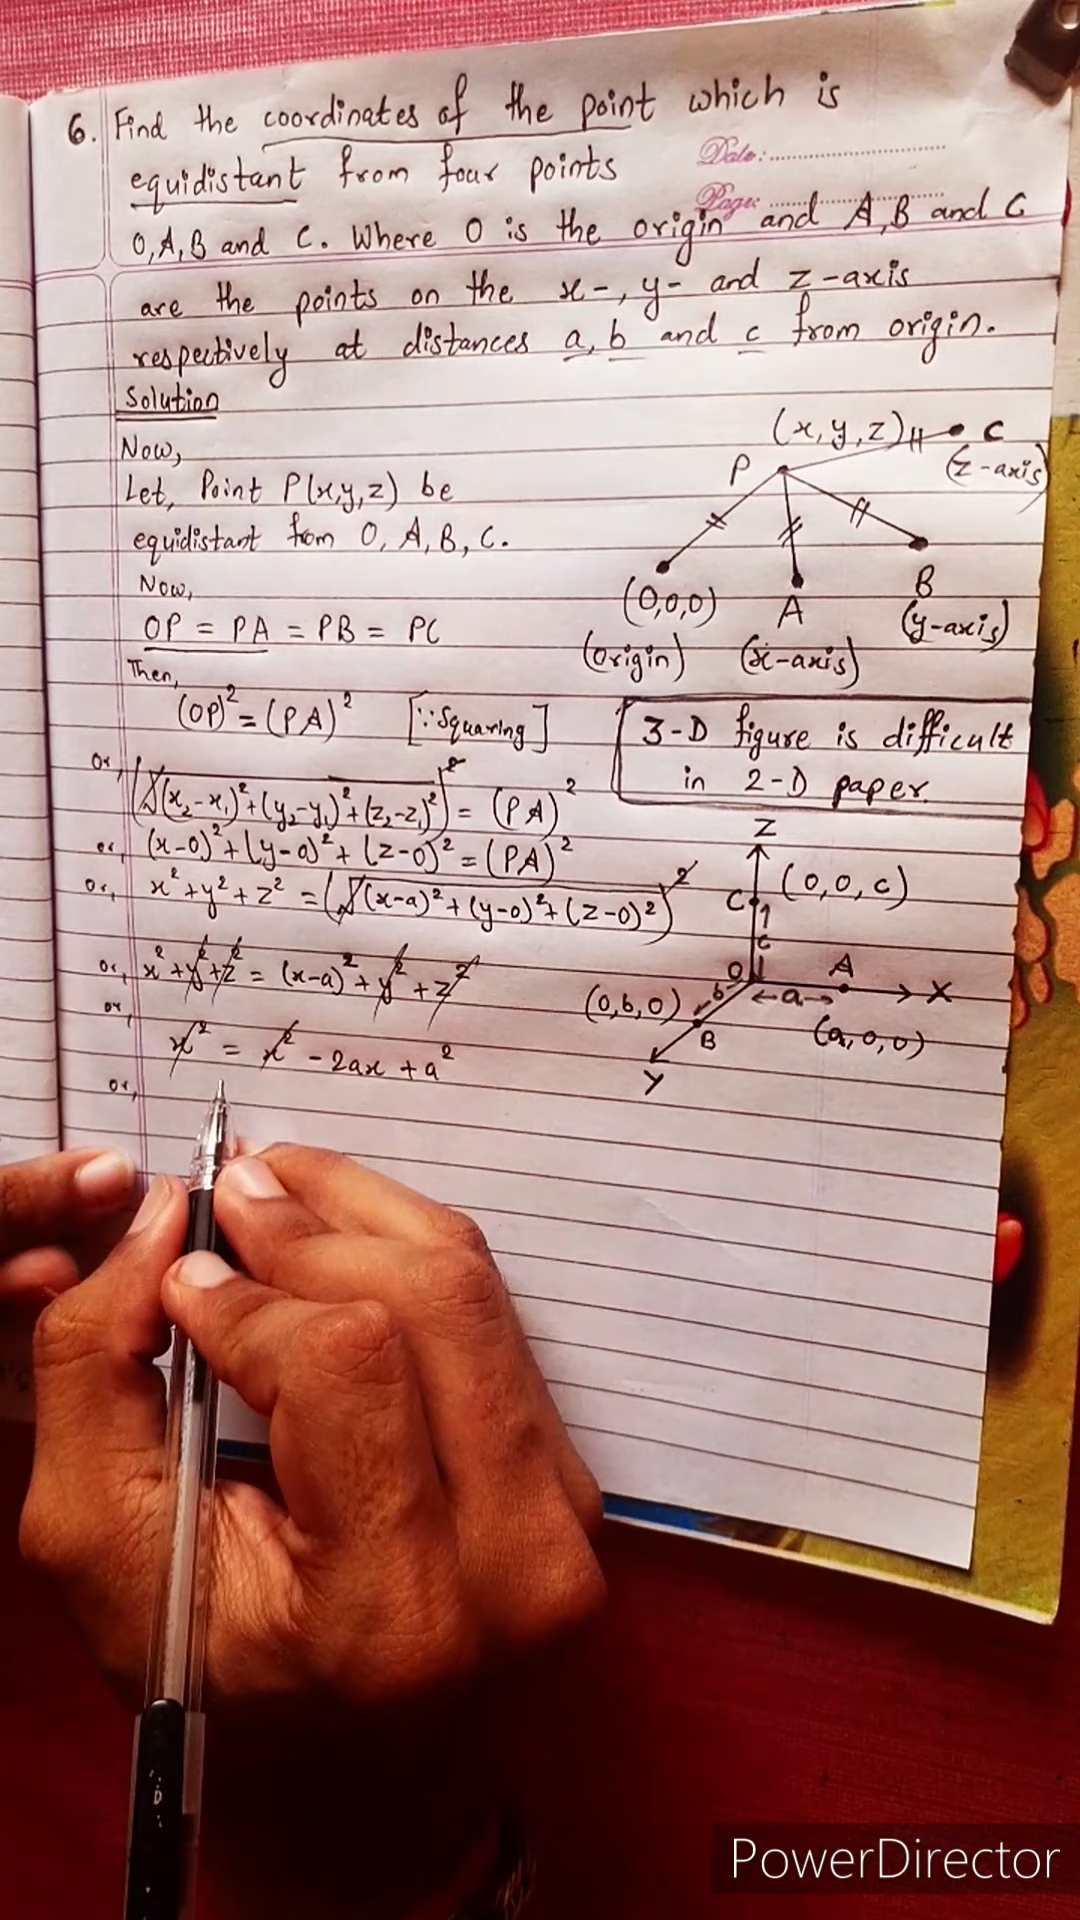 6. Find the coordinates of the point which is
equidistant from four points
Date:
Page:
O, A, B and C. Where O is the origin and A, B and C
are the points on the x-, y- and z-axis
respectively at distances a, b and c from origin.
Solution
Now,
Let, Point P(x,y,z) be
equidistant from O, A, B, C.
Now,
OP = PA = PB = PC
Then,
(OP)² = (PA)² [∵ Squaring]
or, (√(x₂-x₁)²+(y₂-y₁)²+(z₂-z₁)²)² = (PA)²
or, (x-0)²+(y-0)²+(z-0)² = (PA)²
or, x²+y²+z² = (√(x-a)²+(y-0)²+(z-0)²)²
or, x²+y²+z² = (x-a)²+y²+z²
or,
x² = x² - 2ax + a²
or,
(x,y,z) C
P (z-axis)
(0,0,0) A B
(origin) (x-axis) (y-axis)
3-D figure is difficult
in 2-D paper.
Z
C (0,0,c)
c
O A
(0,b,0) b a X
B (a,0,0)
Y
PowerDirector